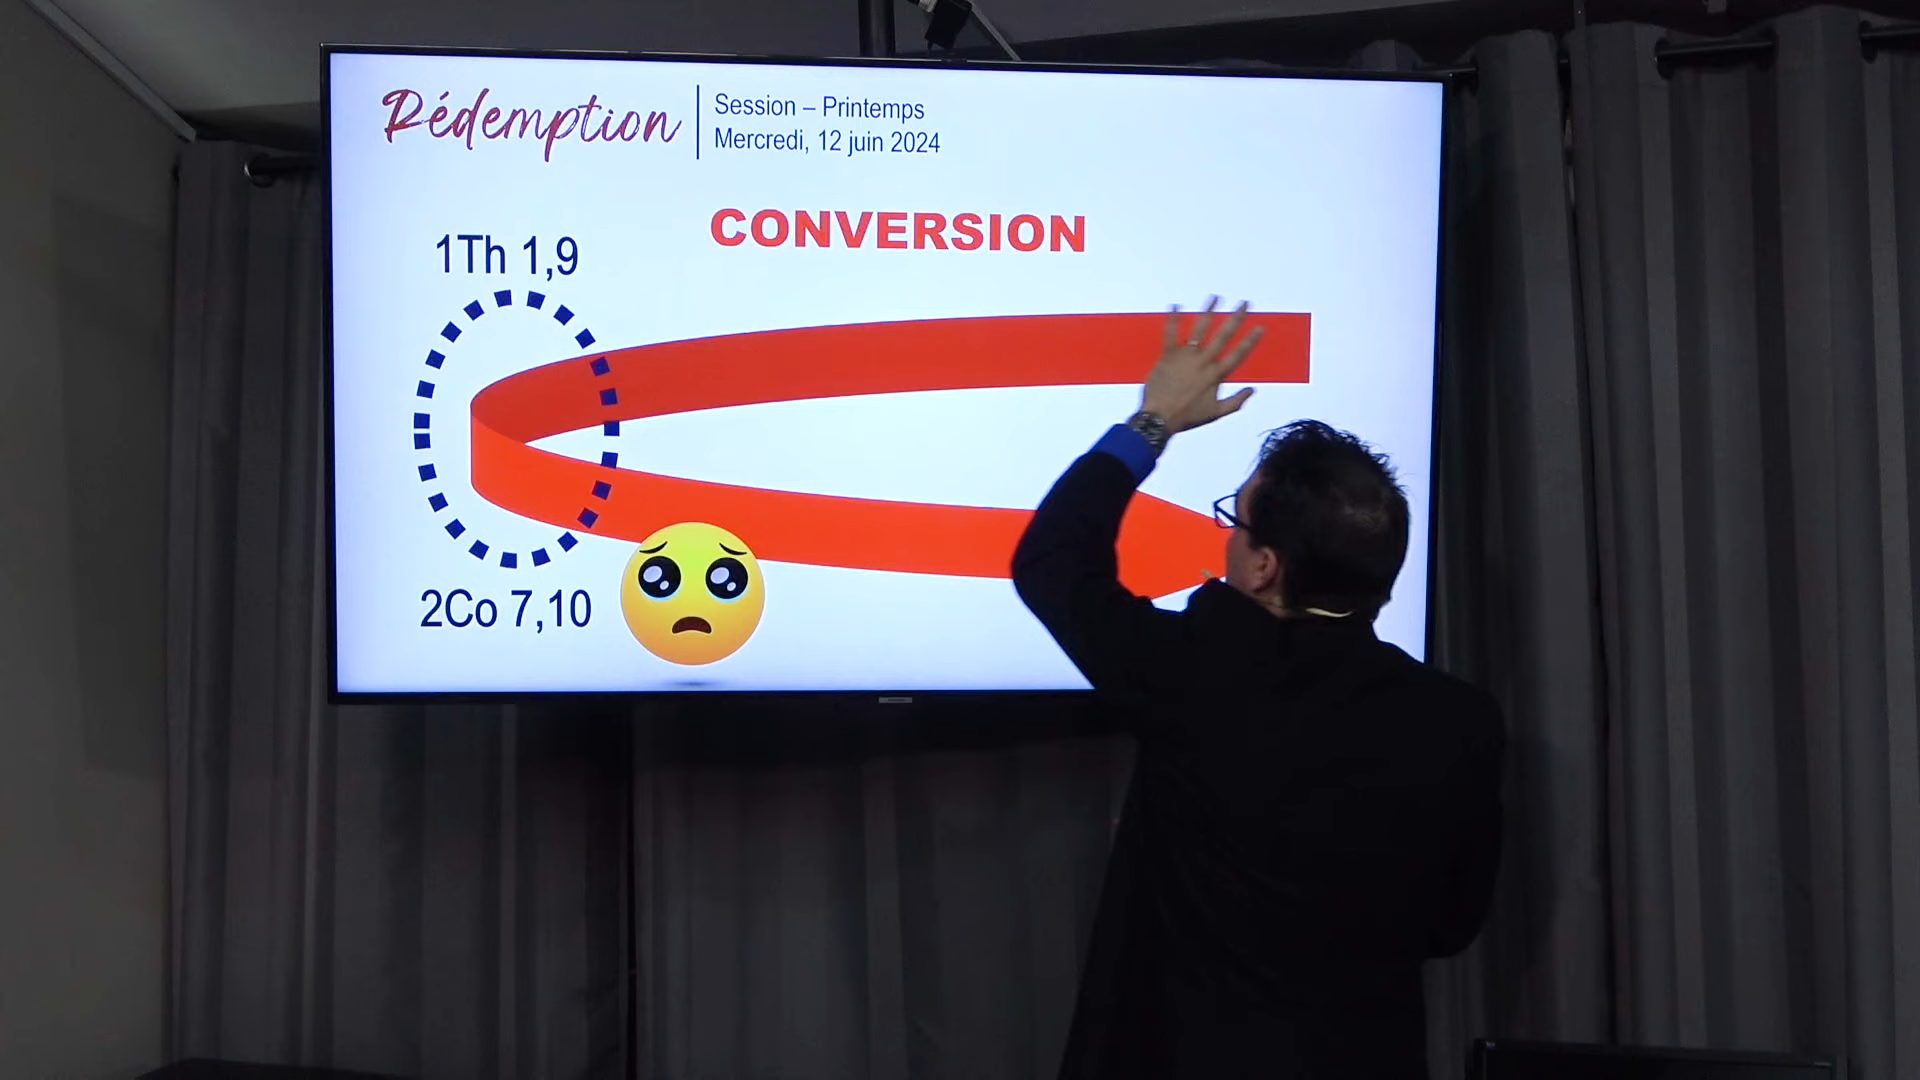 Rédemption
Session – Printemps
Mercredi, 12 juin 2024
CONVERSION
1Th 1,9
2Co 7,10